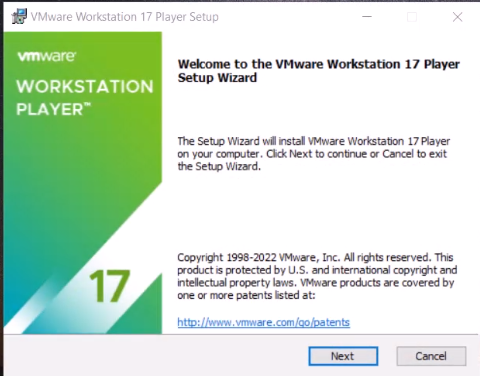 VMware Workstation 17 Player Setup
vmware
WORKSTATION
PLAYER™
17
Welcome to the VMware Workstation 17 Player
Setup Wizard
The Setup Wizard will install VMware Workstation 17 Player
on your computer. Click Next to continue or Cancel to exit
the Setup Wizard.
Copyright 1998-2022 VMware, Inc. All rights reserved. This
product is protected by U.S. and international copyright and
intellectual property laws. VMware products are covered by
one or more patents listed at:
http://www.vmware.com/go/patents
Next
Cancel